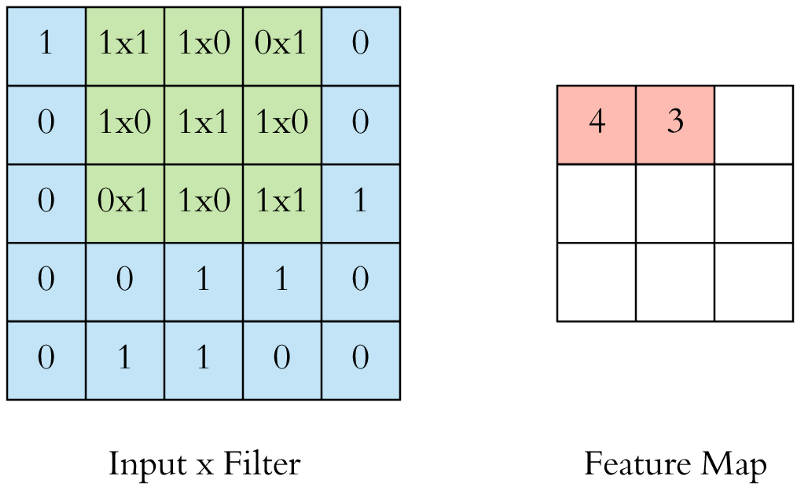 1 1x1 1x0 0x1 0
0 1x0 1x1 1x0 0
0 0x1 1x0 1x1 1
0 0 1 1 0
0 1 1 0 0
Input x Filter
4 3
Feature Map